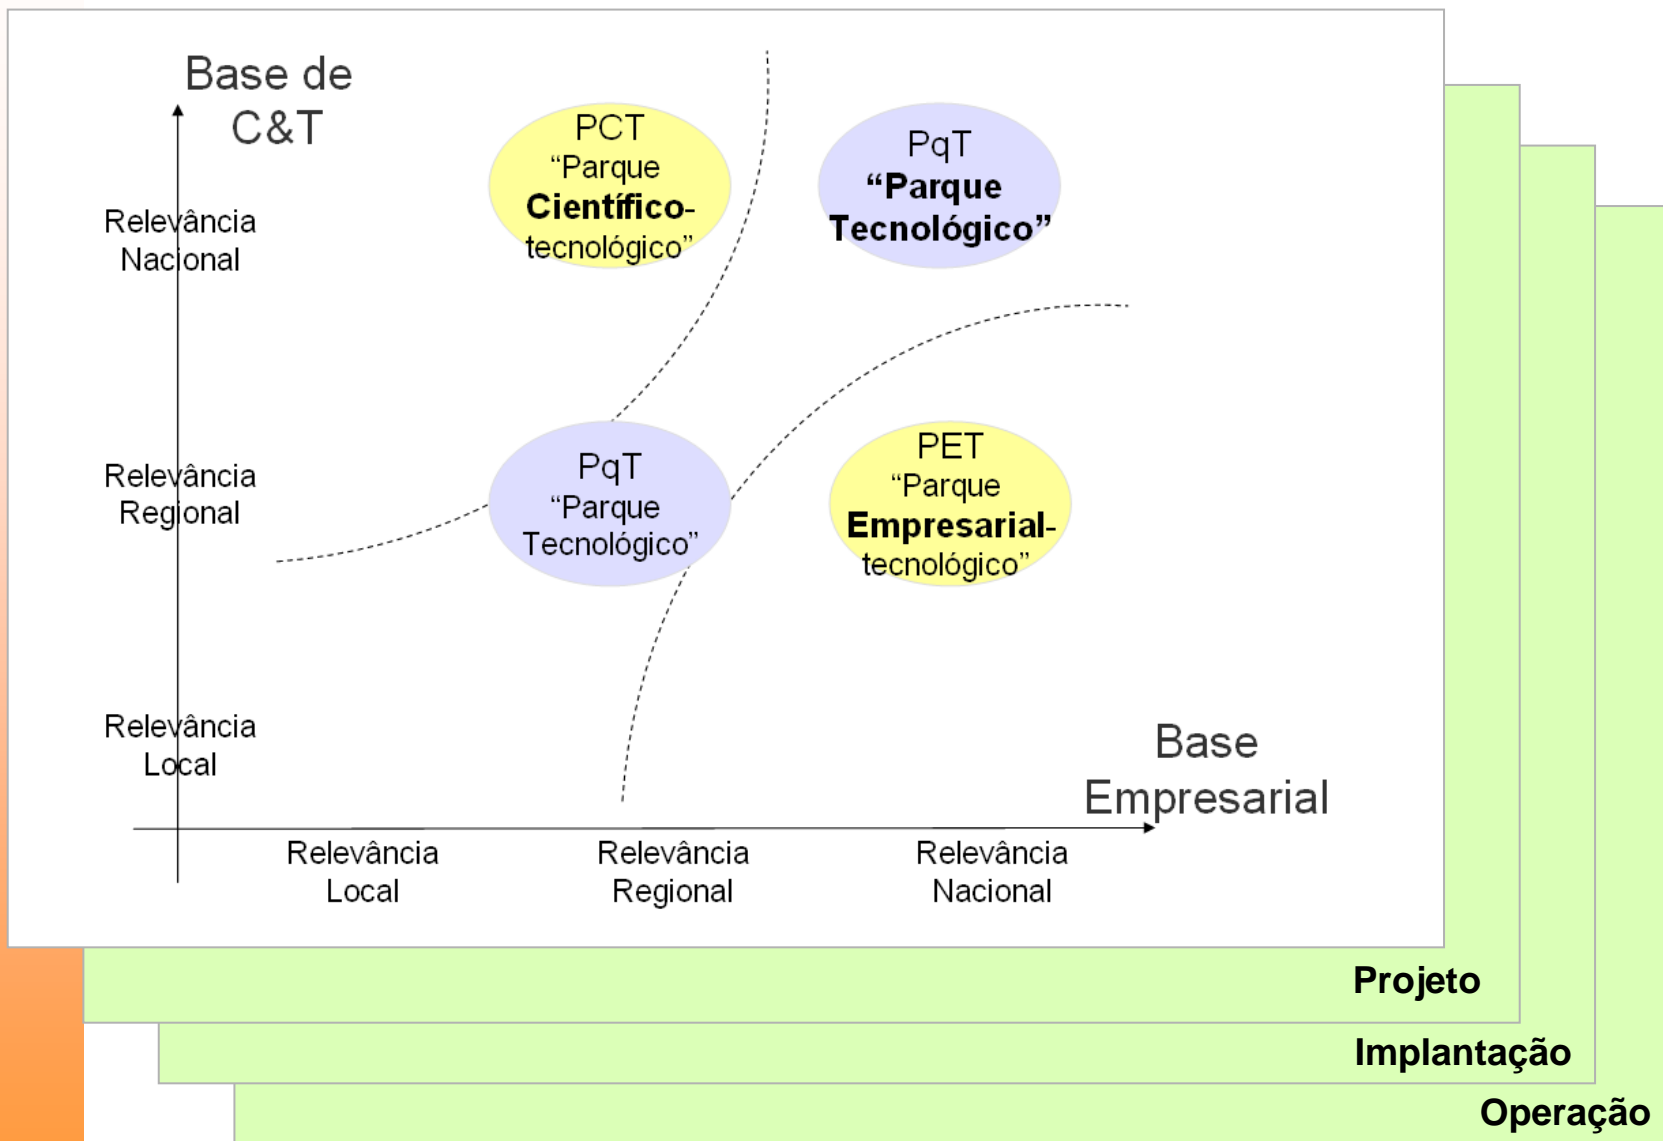 Base de
C&T
PCT
“Parque
Científico-
tecnológico”
PqT
“Parque
Tecnológico”
Relevância
Nacional
Relevância
Regional
PqT
“Parque
Tecnológico”
PET
“Parque
Empresarial-
tecnológico”
Relevância
Local
Base
Empresarial
Relevância
Local
Relevância
Regional
Relevância
Nacional
Projeto
Implantação
Operação